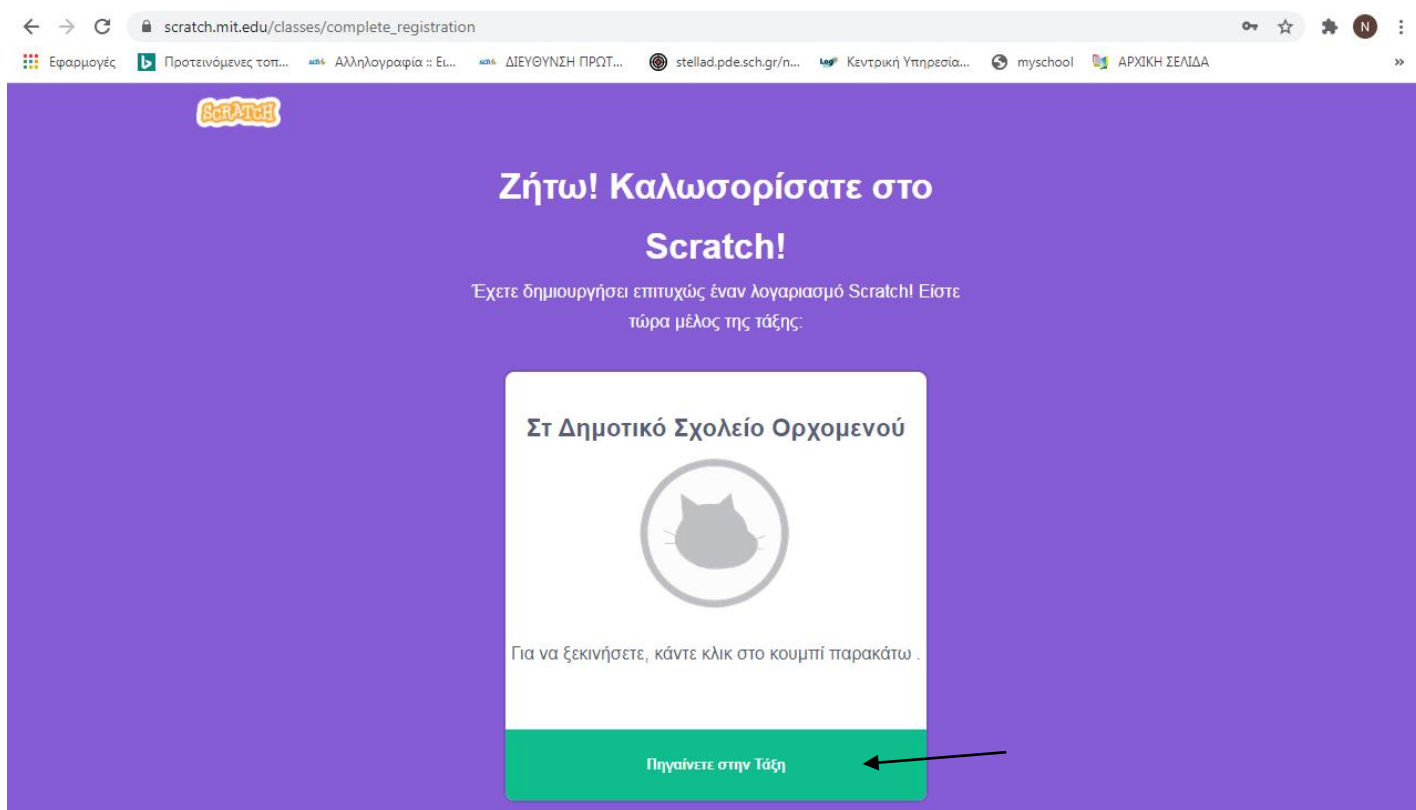 scratch.mit.edu/classes/complete_registration
N
Εφαρμογές Προτεινόμενες τοπ... Αλληλογραφία :: Ει... ΔΙΕΥΘΥΝΣΗ ΠΡΩΤ... stellad.pde.sch.gr/n... Κεντρική Υπηρεσία... myschool ΑΡΧΙΚΗ ΣΕΛΙΔΑ »
SCRATCH
Ζήτω! Καλωσορίσατε στο
Scratch!
Έχετε δημιουργήσει επιτυχώς έναν λογαριασμό Scratch! Είστε
τώρα μέλος της τάξης:
Στ Δημοτικό Σχολείο Ορχομενού
Για να ξεκινήσετε, κάντε κλικ στο κουμπί παρακάτω .
Πηγαίνετε στην Τάξη